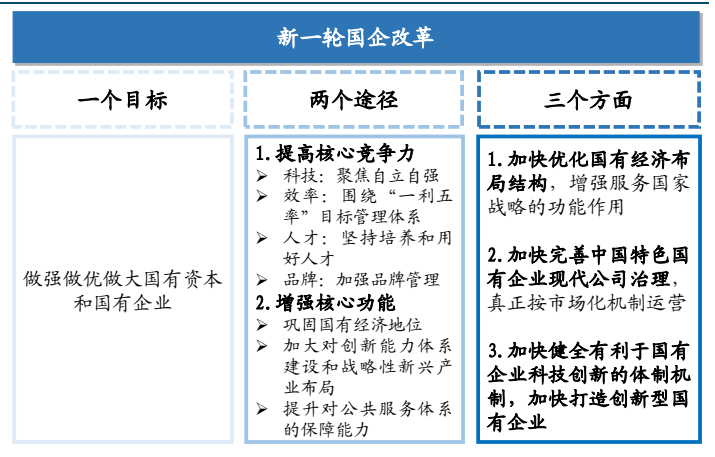 新一轮国企改革
一个目标
做强做优做大国有资本
和国有企业
两个途径
1.提高核心竞争力
➢ 科技：聚焦自立自强
➢ 效率：围绕“一利五
率”目标管理体系
➢ 人才：坚持培养和用
好人才
➢ 品牌：加强品牌管理
2.增强核心功能
➢ 巩固国有经济地位
➢ 加大对创新能力体系
建设和战略性新兴产
业布局
➢ 提升对公共服务体系
的保障能力
三个方面
1.加快优化国有经济布
局结构，增强服务国家
战略的功能作用
2.加快完善中国特色国
有企业现代公司治理，
真正按市场化机制运营
3.加快健全有利于国有
企业科技创新的体制机
制，加快打造创新型国
有企业